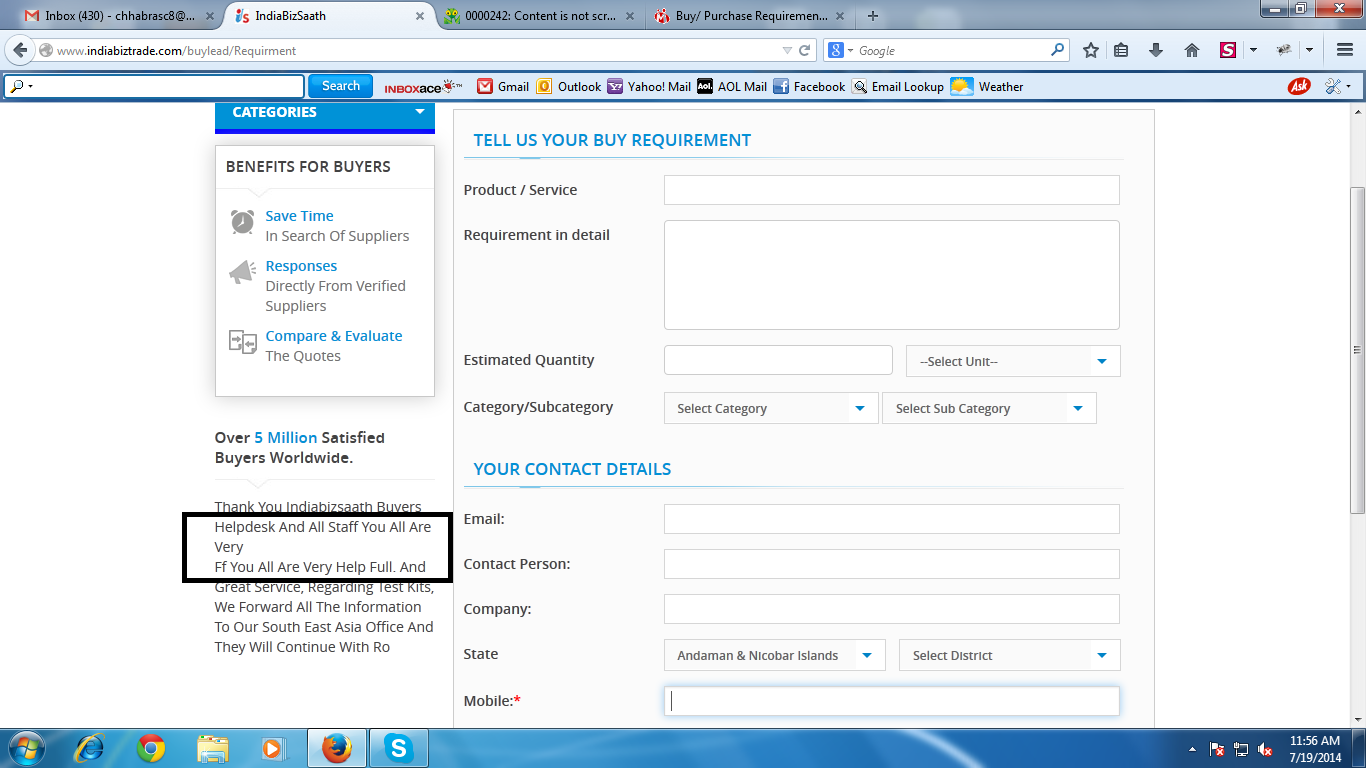 Inbox (430) - chhabrasc8@...
IndiaBizSaath
0000242: Content is not scr...
Buy/ Purchase Requiremen...
www.indiabiztrade.com/buylead/Requirment
Google
Search
INBOXACE
Gmail
Outlook
Yahoo! Mail
AOL Mail
Facebook
Email Lookup
Weather
Ask
CATEGORIES
BENEFITS FOR BUYERS
Save Time
In Search Of Suppliers
Responses
Directly From Verified
Suppliers
Compare & Evaluate
The Quotes
Over 5 Million Satisfied
Buyers Worldwide.
Thank You Indiabizsaath Buyers
Helpdesk And All Staff You All Are
Very
Ff You All Are Very Help Full. And
Great Service, Regarding Test Kits,
We Forward All The Information
To Our South East Asia Office And
They Will Continue With Ro
TELL US YOUR BUY REQUIREMENT
Product / Service
Requirement in detail
Estimated Quantity
--Select Unit--
Category/Subcategory
Select Category
Select Sub Category
YOUR CONTACT DETAILS
Email:
Contact Person:
Company:
State
Andaman & Nicobar Islands
Select District
Mobile:*
11:56 AM
7/19/2014